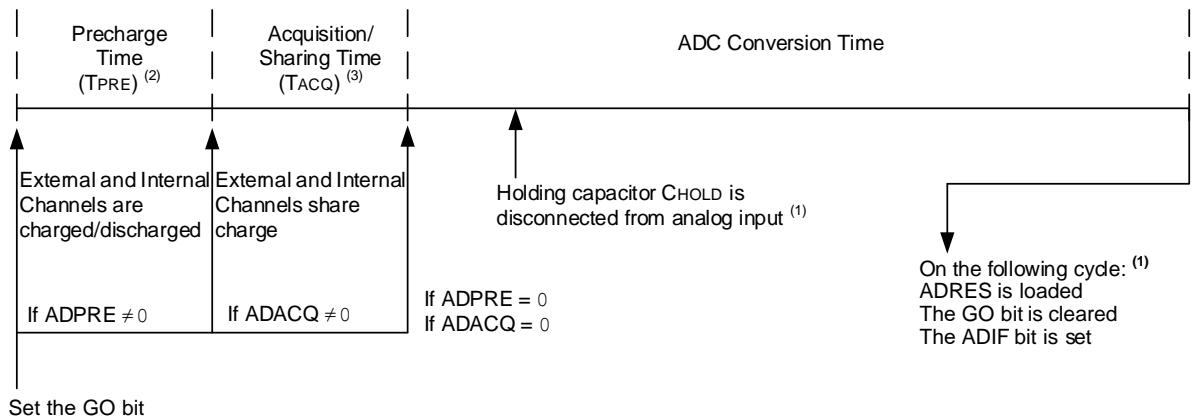 Precharge
Time
(TPRE) (2)
Acquisition/
Sharing Time
(TACQ) (3)
ADC Conversion Time
External and Internal
Channels are
charged/discharged
External and Internal
Channels share
charge
Holding capacitor CHOLD is
disconnected from analog input (1)
If ADPRE ≠ 0
If ADACQ ≠ 0
If ADPRE = 0
If ADACQ = 0
On the following cycle: (1)
ADRES is loaded
The GO bit is cleared
The ADIF bit is set
Set the GO bit